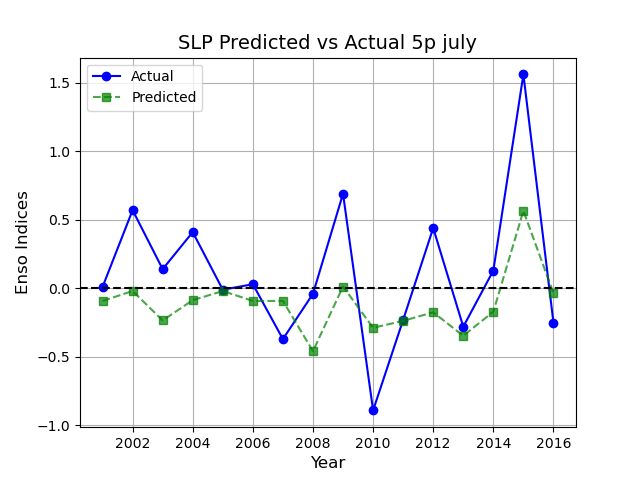 SLP Predicted vs Actual 5p july
Actual
Predicted
Enso Indices
1.5
1.0
0.5
0.0
−0.5
−1.0
2002 2004 2006 2008 2010 2012 2014 2016
Year